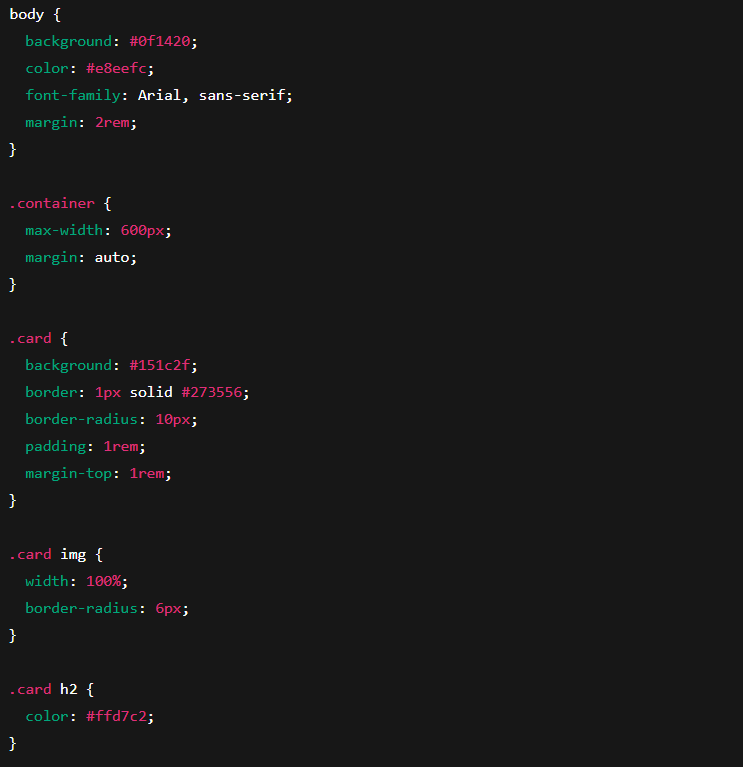 body {
  background: #0f1420;
  color: #e8eefc;
  font-family: Arial, sans-serif;
  margin: 2rem;
}

.container {
  max-width: 600px;
  margin: auto;
}

.card {
  background: #151c2f;
  border: 1px solid #273556;
  border-radius: 10px;
  padding: 1rem;
  margin-top: 1rem;
}

.card img {
  width: 100%;
  border-radius: 6px;
}

.card h2 {
  color: #ffd7c2;
}